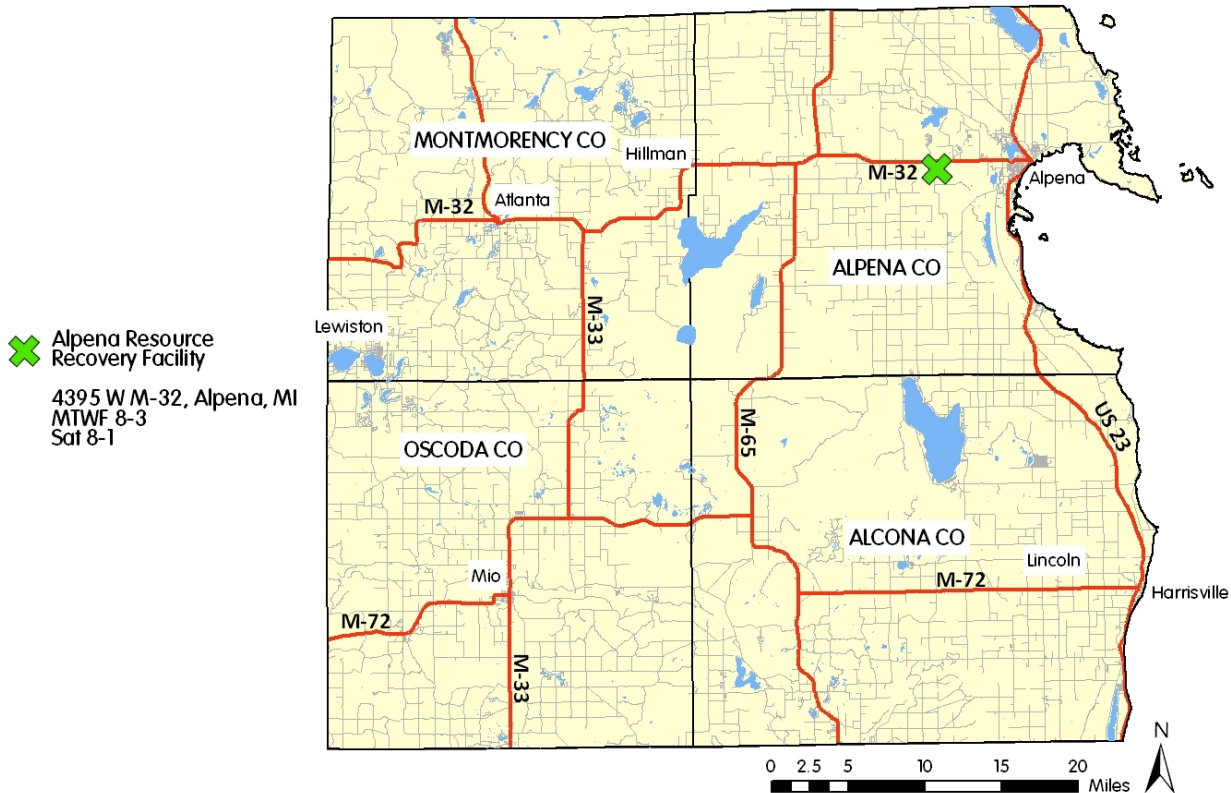 MONTMORENCY CO
Hillman
M-32
Alpena
M-32
Atlanta
ALPENA CO
M-33
Lewiston
Alpena Resource
Recovery Facility
4395 W M-32, Alpena, MI
MTWF 8-3
Sat 8-1
M-65
US 23
OSCODA CO
ALCONA CO
Lincoln
Mio
M-72
Harrisville
M-72
M-33
N
0 2.5 5 10 15 20
Miles